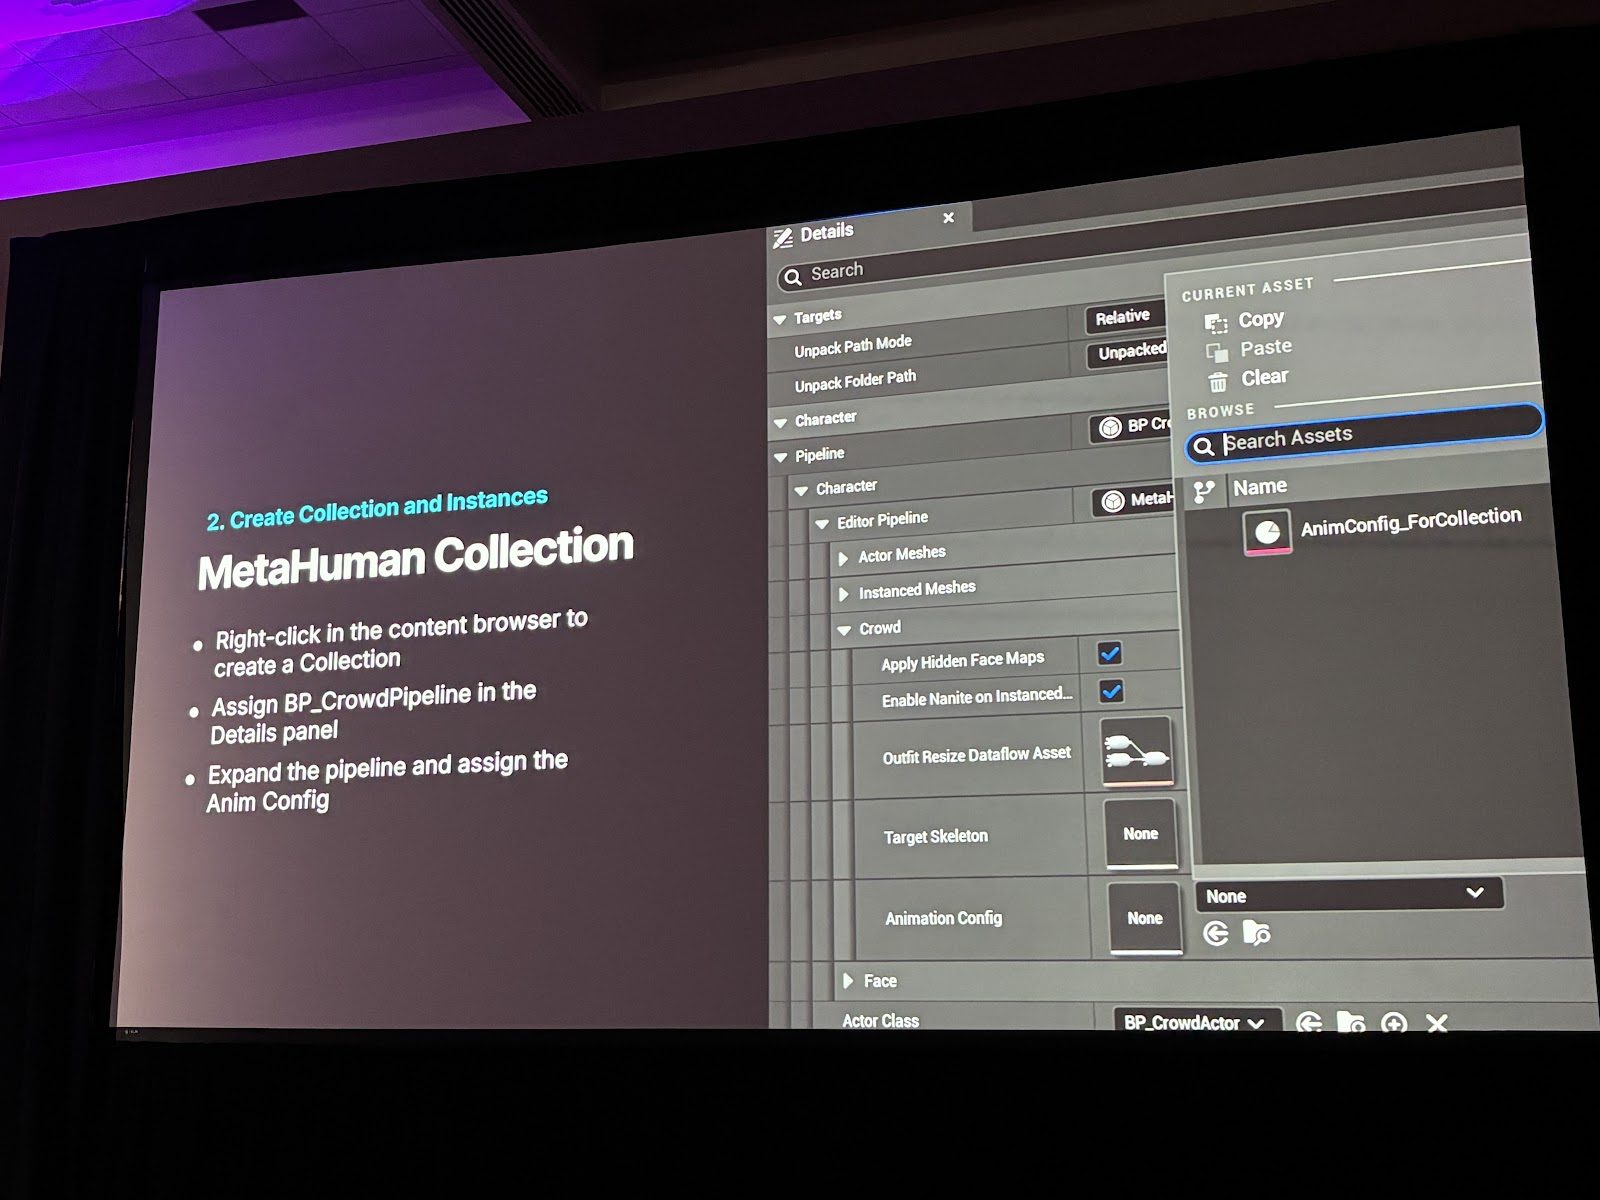 2. Create Collection and Instances
MetaHuman Collection
• Right-click in the content browser to
create a Collection
• Assign BP_CrowdPipeline in the
Details panel
• Expand the pipeline and assign the
Anim Config
Details
Search
Targets
Unpack Path Mode
Relative
Unpack Folder Path
Unpacked
Character
BP Cr
Pipeline
Character
Editor Pipeline
MetaH
Actor Meshes
Instanced Meshes
Crowd
Apply Hidden Face Maps
Enable Nanite on Instanced...
Outfit Resize Dataflow Asset
Target Skeleton
None
Animation Config
None
None
Face
Actor Class
BP_CrowdActor
CURRENT ASSET
Copy
Paste
Clear
BROWSE
Search Assets
Name
AnimConfig_ForCollection